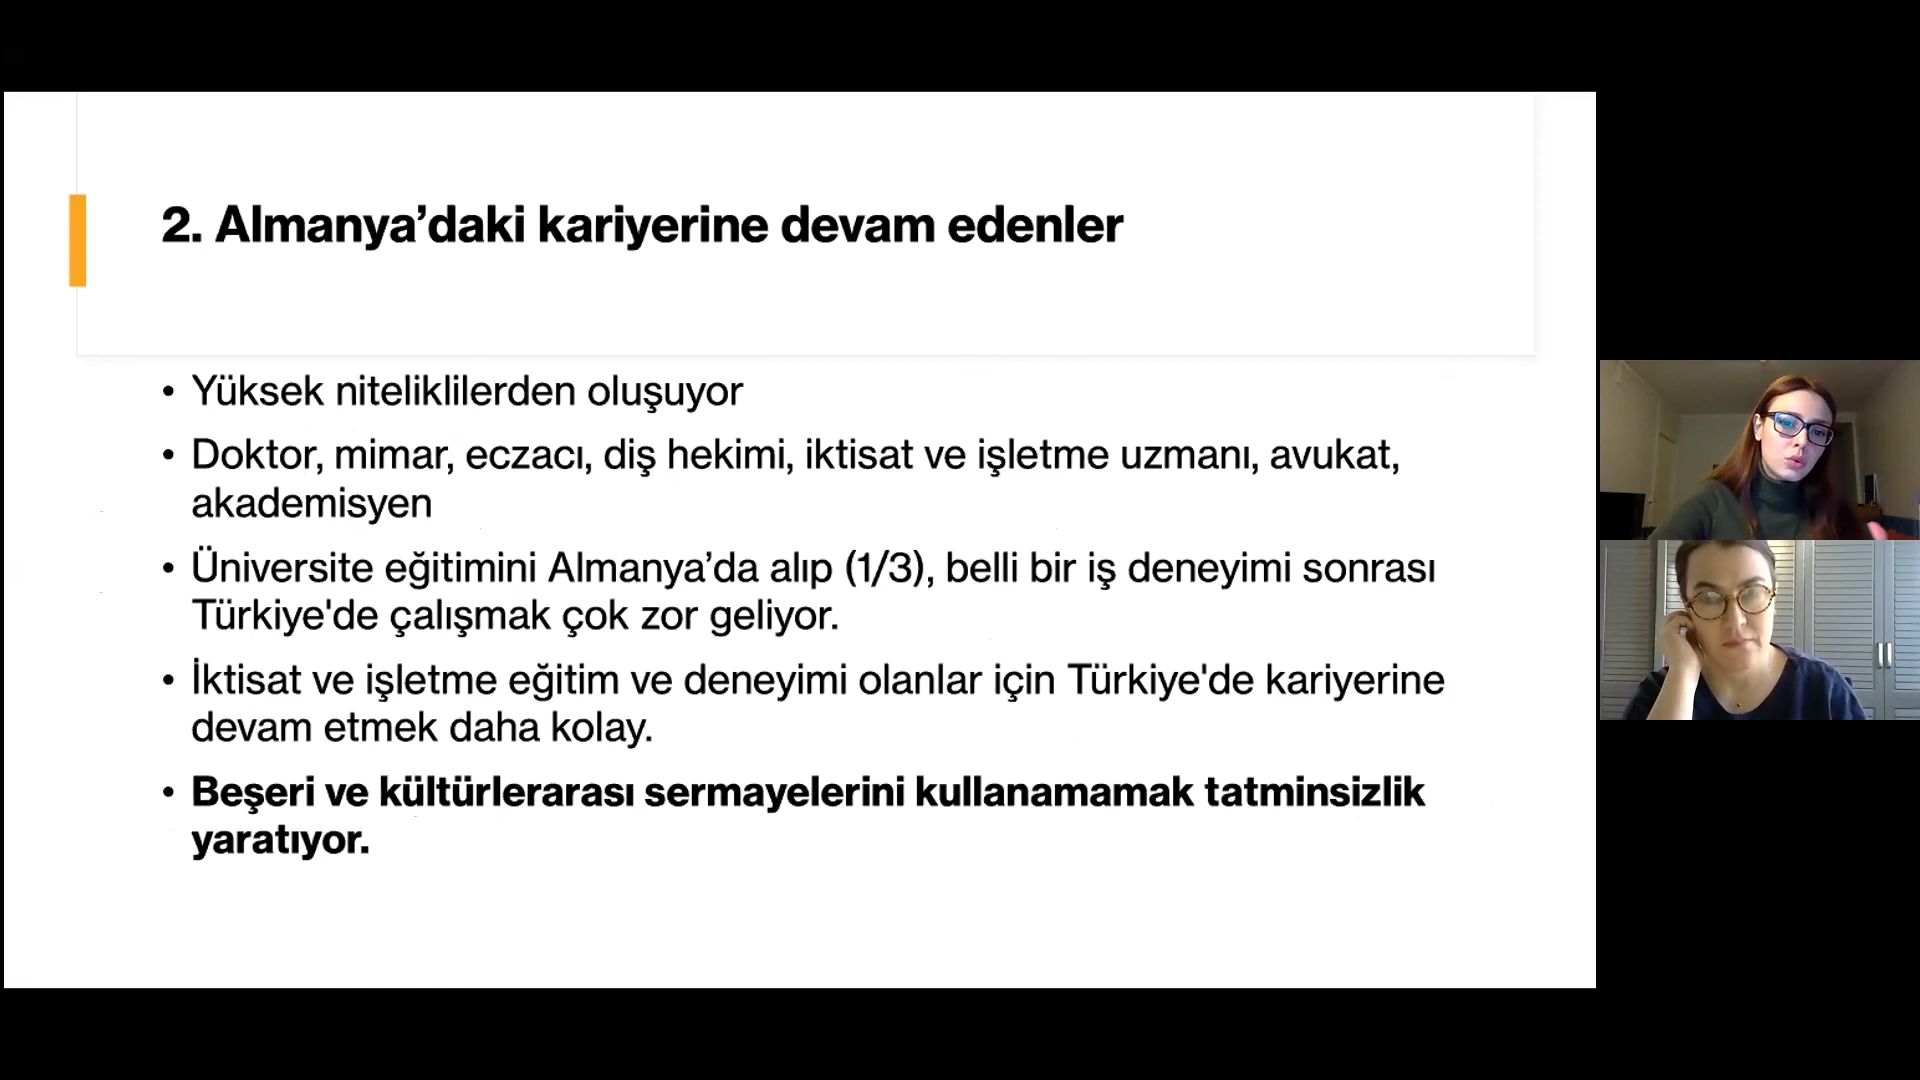 2. Almanya’daki kariyerine devam edenler
• Yüksek niteliklilerden oluşuyor
• Doktor, mimar, eczacı, diş hekimi, iktisat ve işletme uzmanı, avukat,
akademisyen
• Üniversite eğitimini Almanya’da alıp (1/3), belli bir iş deneyimi sonrası
Türkiye'de çalışmak çok zor geliyor.
• İktisat ve işletme eğitim ve deneyimi olanlar için Türkiye'de kariyerine
devam etmek daha kolay.
• Beşeri ve kültürlerarası sermayelerini kullanamamak tatminsizlik
yaratıyor.